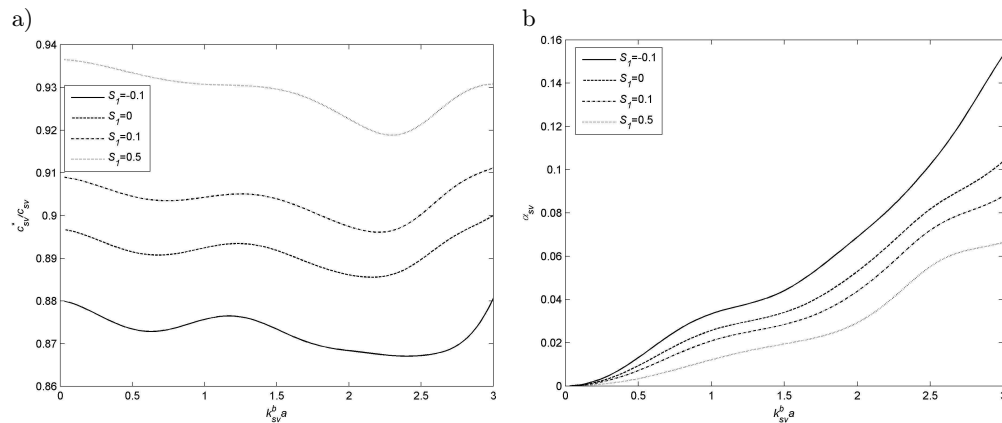 a)
0.94
0.93
0.92
0.91
0.9
0.89
0.88
0.87
0.86
0 0.5 1 1.5 2 2.5 3
c*sv/csv
k^b_sv a
S1=-0.1
S1=0
S1=0.1
S1=0.5
b
0.16
0.14
0.12
0.10
0.08
0.06
0.04
0.02
0
0 0.5 1 1.5 2 2.5 3
αsv
k^b_sv a
S1=-0.1
S1=0
S1=0.1
S1=0.5